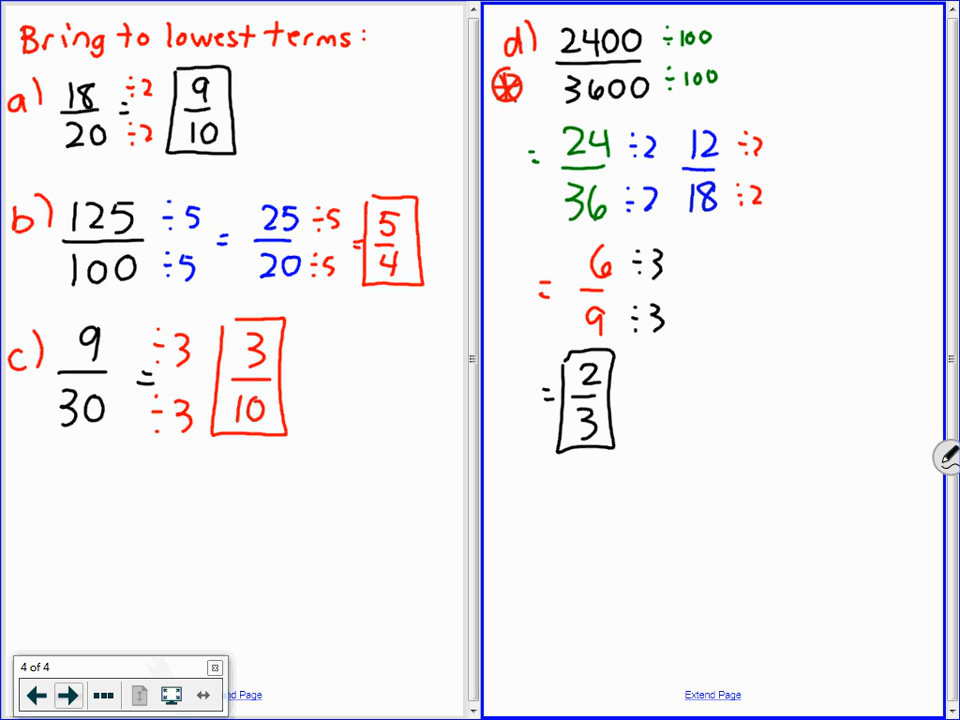 Bring to lowest terms:
a) 18/20 = ÷2/÷2 9/10
b) 125/100 ÷5/÷5 = 25/20 ÷5/÷5 = 5/4
c) 9/30 = ÷3/÷3 3/10
4 of 4
nd Page
d) 2400/3600 ÷100/÷100
= 24/36 ÷2/÷2 12/18 ÷2/÷2
= 6/9 ÷3/÷3
= 2/3
Extend Page